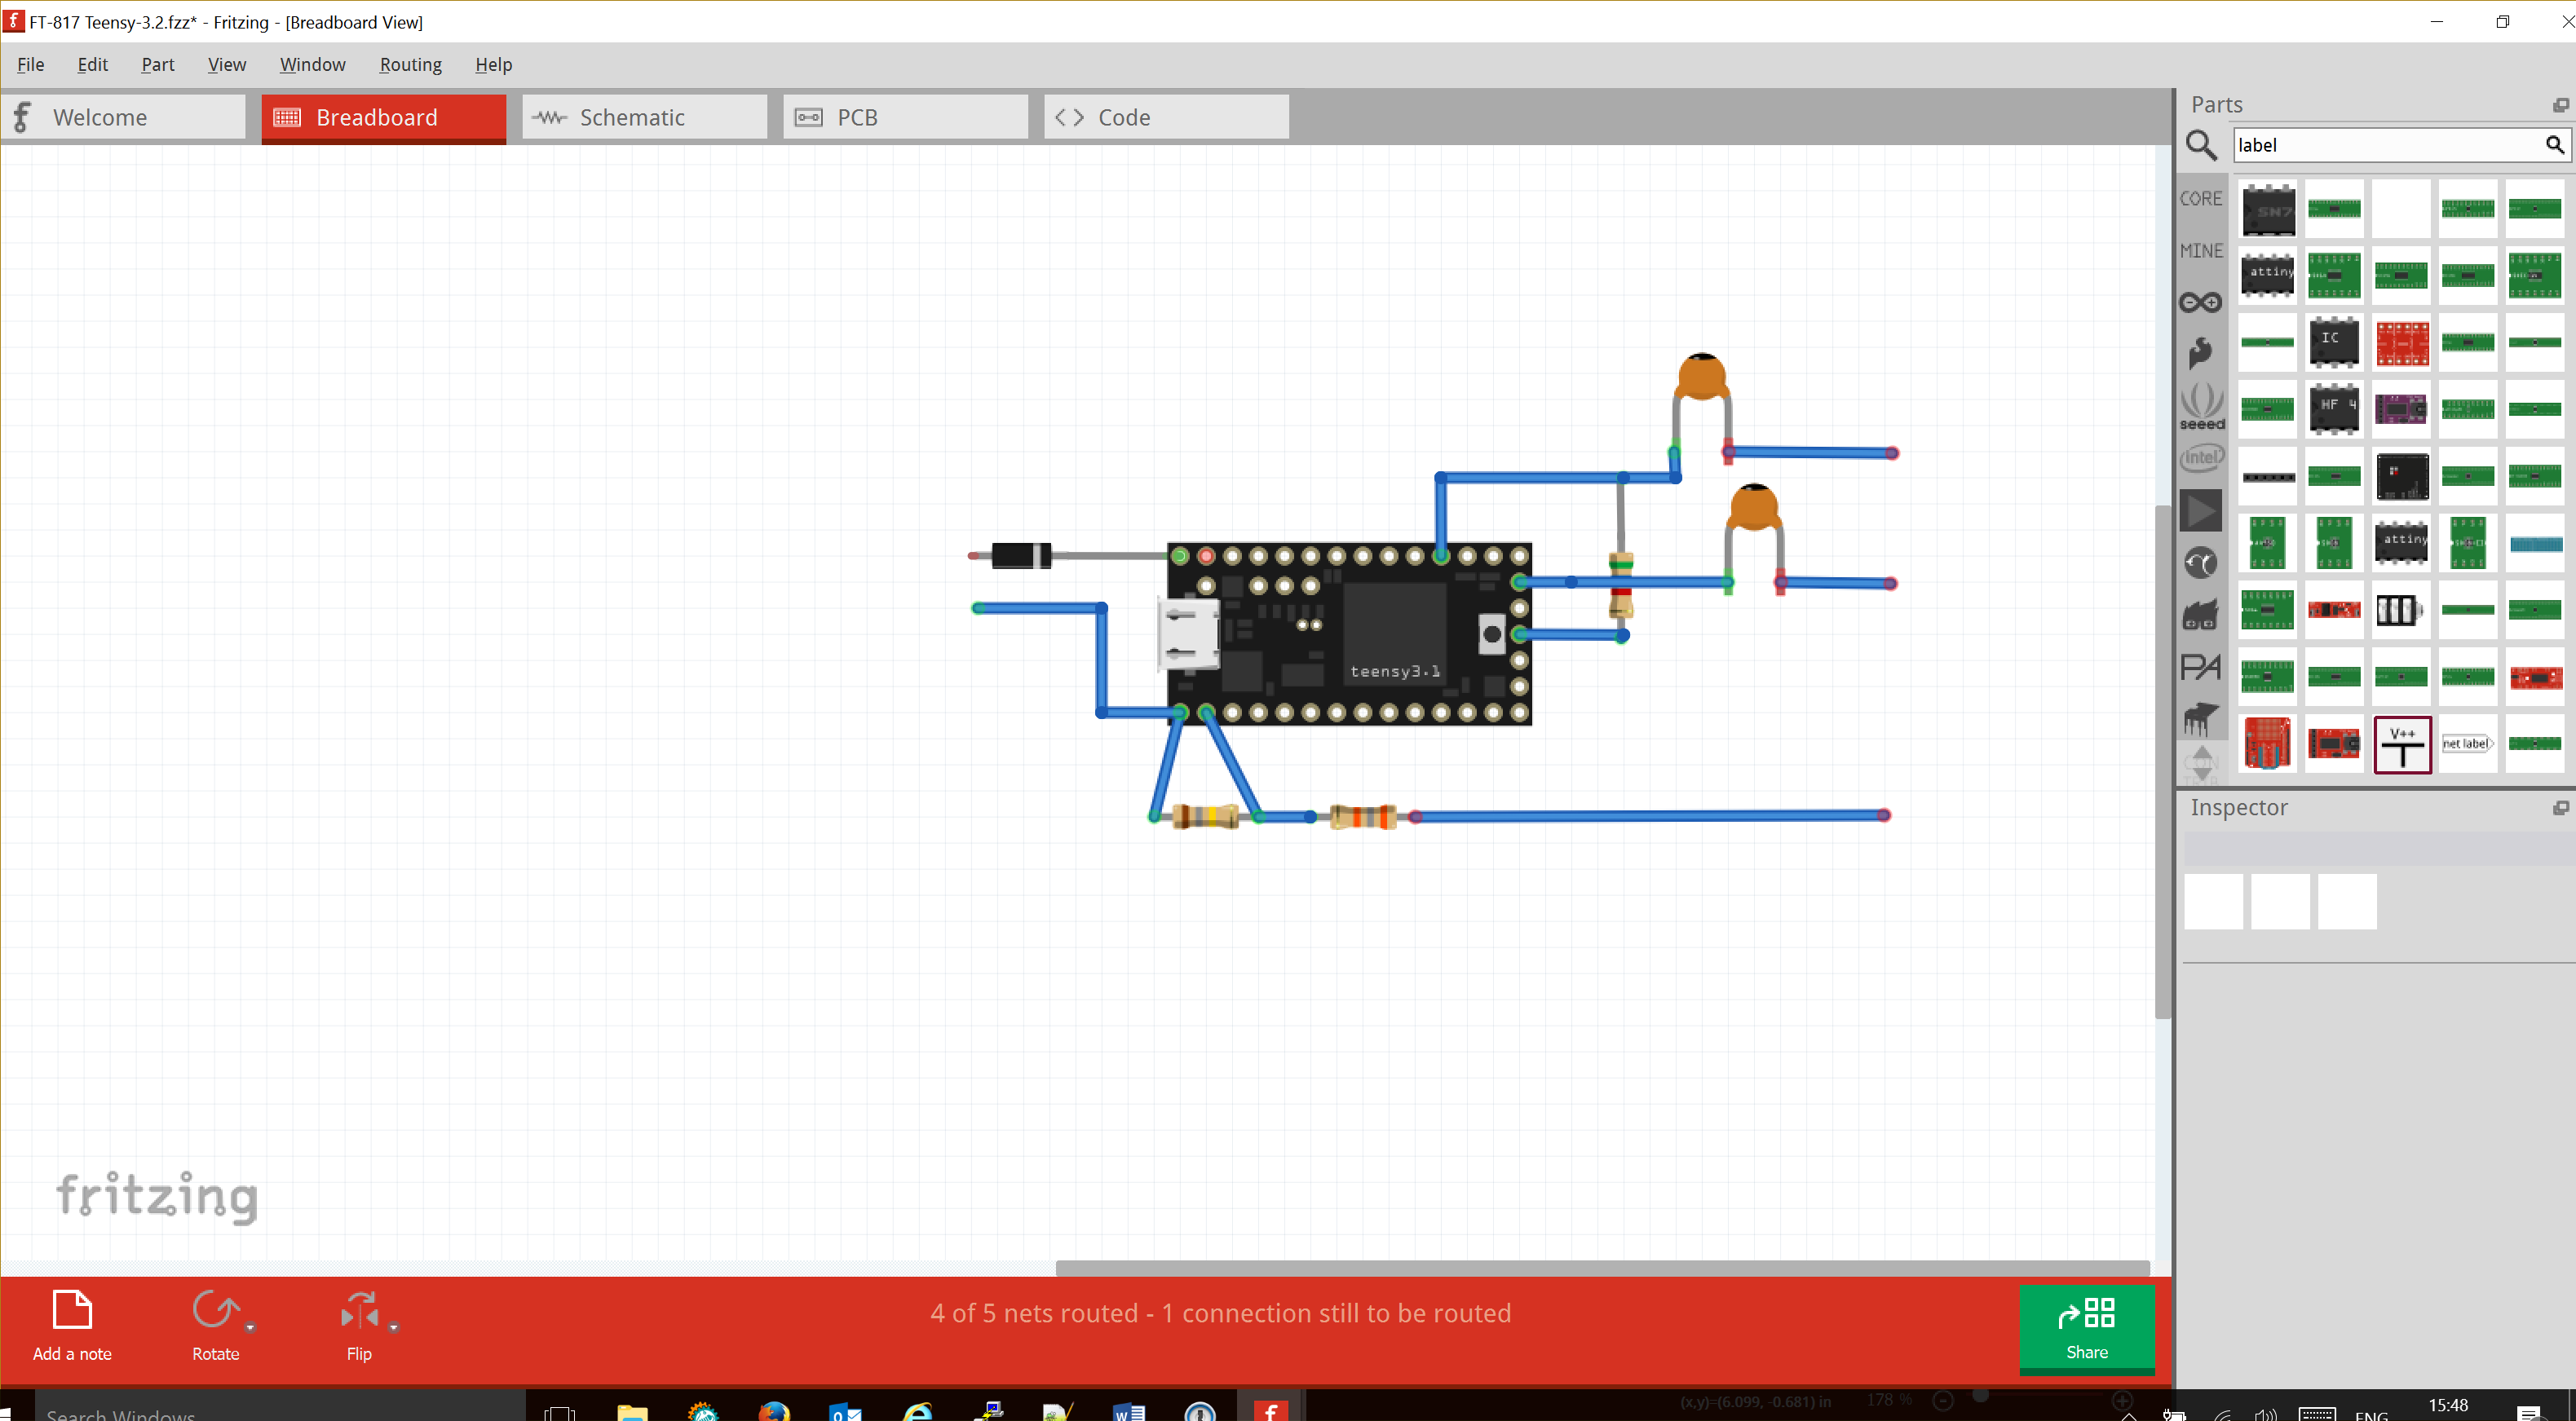 FT-817 Teensy-3.2.fzz* - Fritzing - [Breadboard View]
File Edit Part View Window Routing Help
Welcome Breadboard Schematic PCB Code
Parts
label
CORE
MINE
seeed
intel
PA
SN7
attiny
IC
HF 4
attiny
V++
net label
teensy3.1
Inspector
fritzing
Add a note
Rotate
Flip
4 of 5 nets routed - 1 connection still to be routed
Share
(x,y)=(6.099, -0.681) in 178 %
Search Windows
ENG
15:48